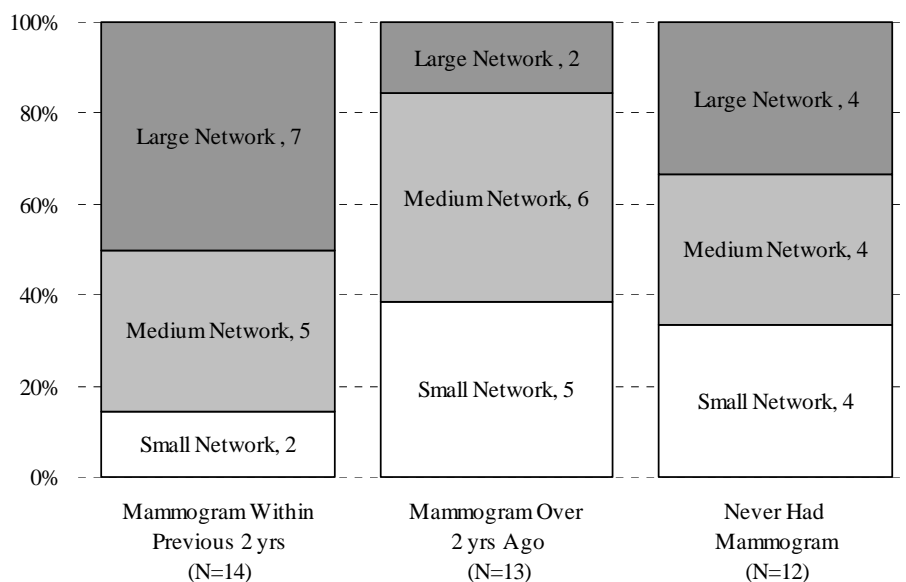 100%
80%
60%
40%
20%
0%
Large Network , 7
Medium Network, 5
Small Network, 2
Large Network , 2
Medium Network, 6
Small Network, 5
Large Network , 4
Medium Network, 4
Small Network, 4
Mammogram Within
Previous 2 yrs
(N=14)
Mammogram Over
2 yrs Ago
(N=13)
Never Had
Mammogram
(N=12)